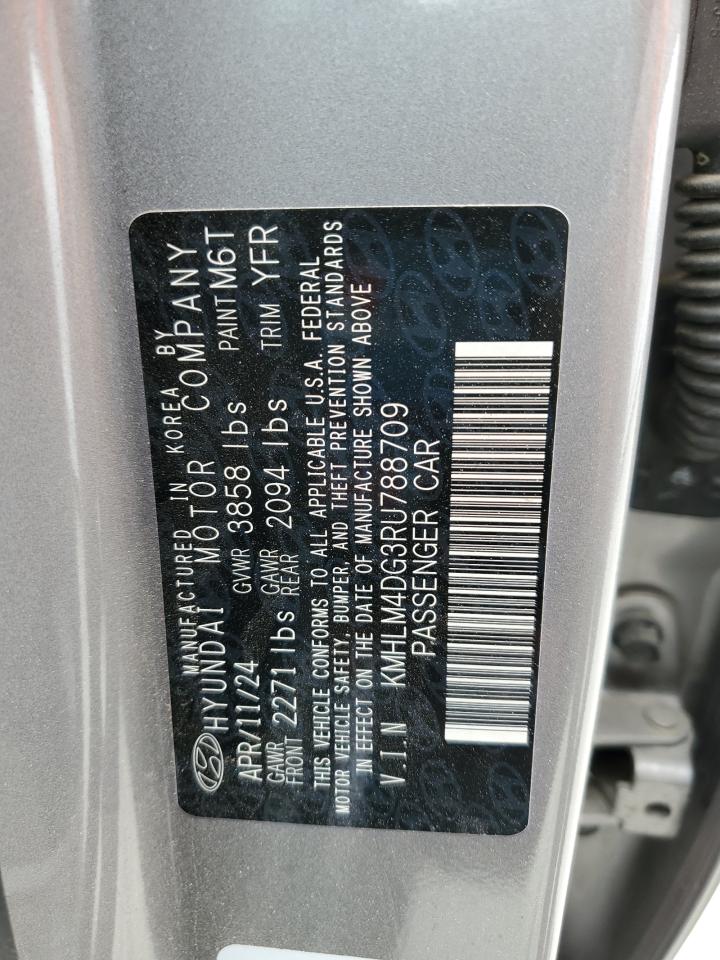 MANUFACTURED IN KOREA BY
HYUNDAI MOTOR COMPANY
APR/11/24 GVWR 3858 lbs PAINT M6T
GAWR FRONT 2271 lbs GAWR REAR 2094 lbs TRIM YFR
THIS VEHICLE CONFORMS TO ALL APPLICABLE U.S.A. FEDERAL
MOTOR VEHICLE SAFETY, BUMPER, AND THEFT PREVENTION STANDARDS
IN EFFECT ON THE DATE OF MANUFACTURE SHOWN ABOVE
V.I.N KMHLM4DG3RU788709
PASSENGER CAR